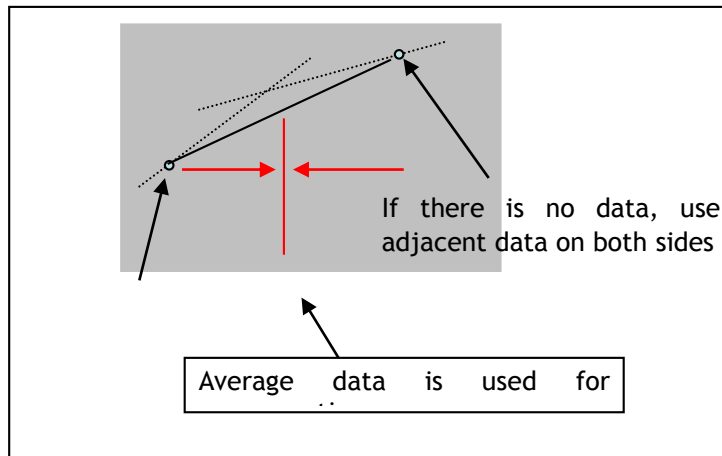 If there is no data, use
adjacent data on both sides
Average data is used for